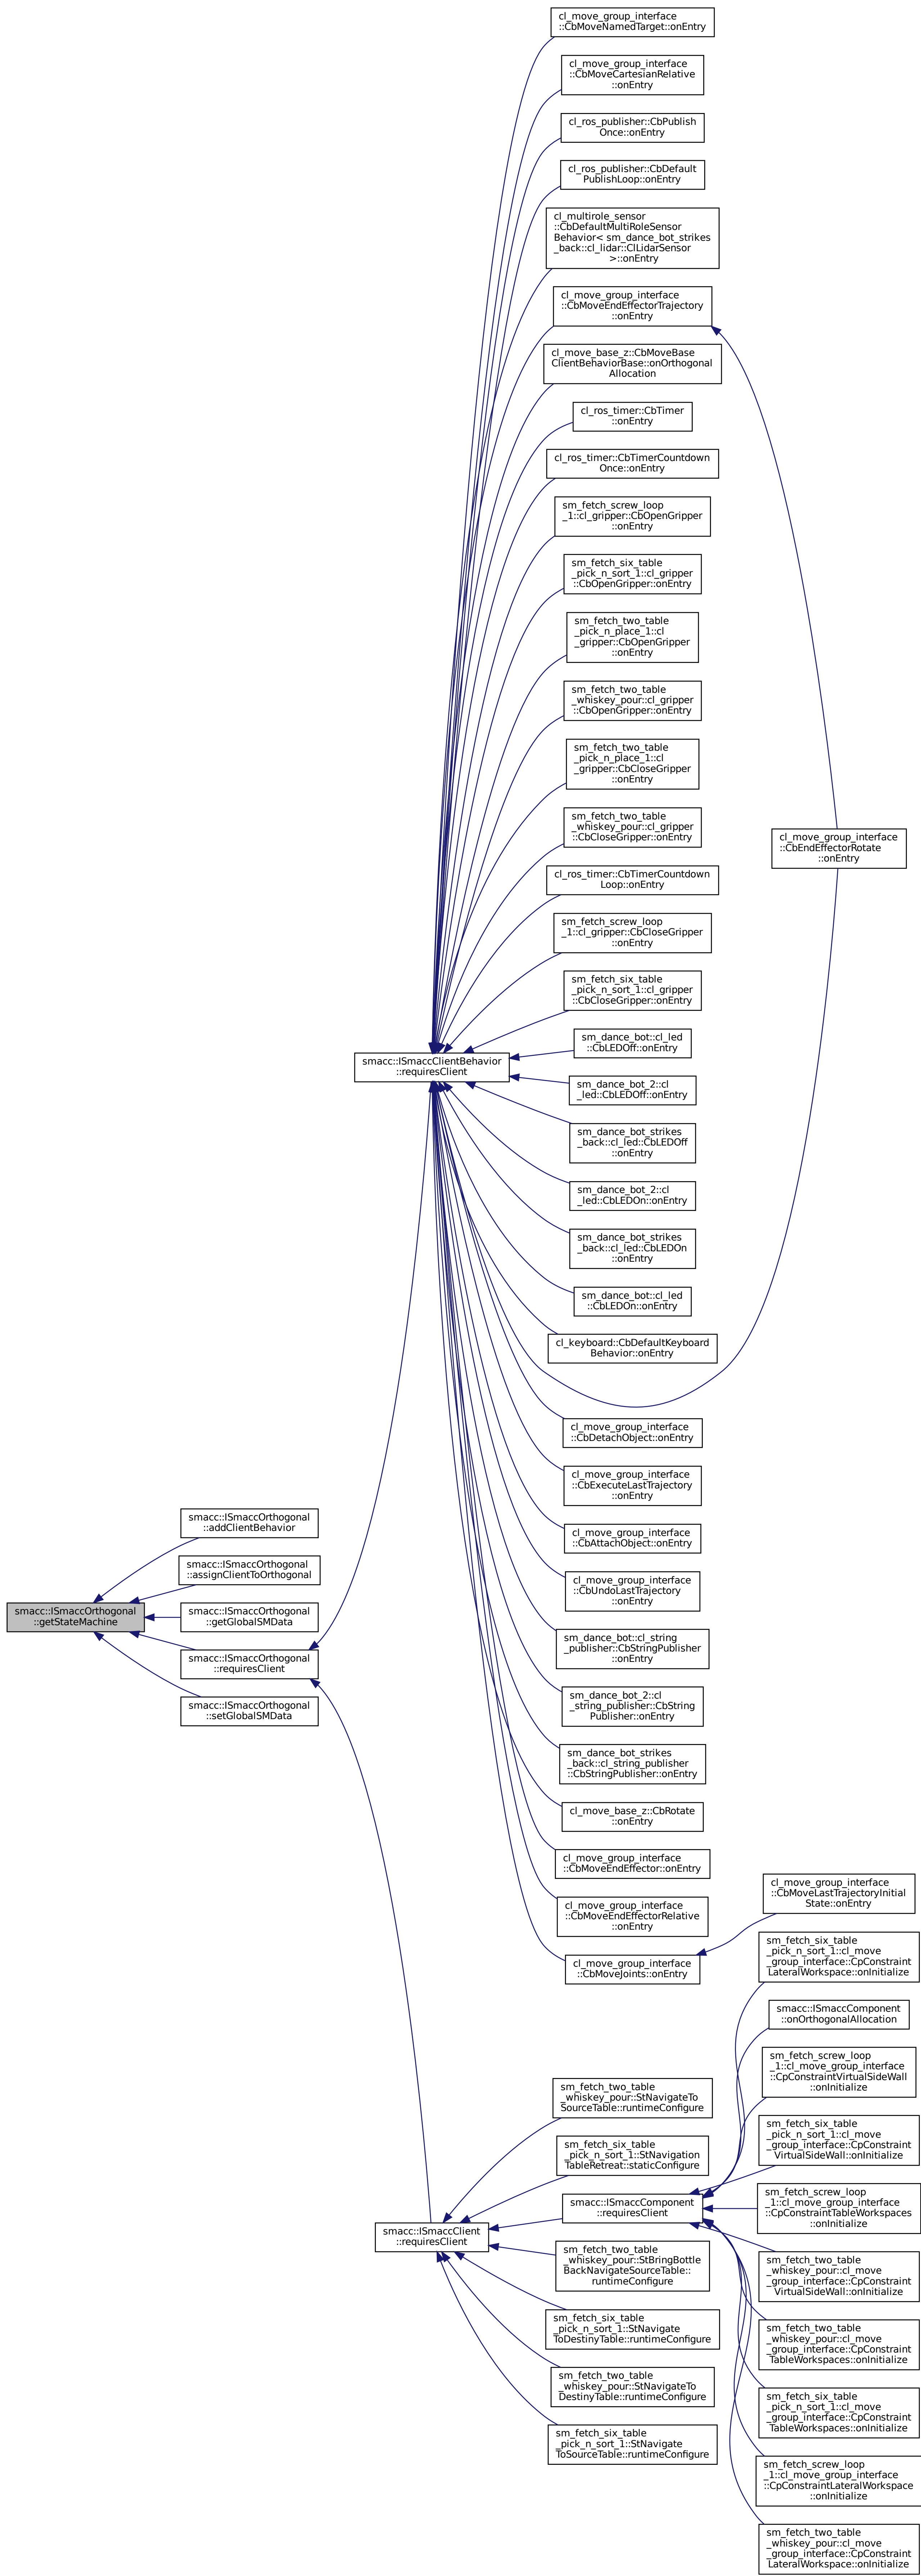 cl_move_group_interface
::CbMoveNamedTarget::onEntry
cl_move_group_interface
::CbMoveCartesianRelative
::onEntry
cl_ros_publisher::CbPublish
Once::onEntry
cl_ros_publisher::CbDefault
PublishLoop::onEntry
cl_multirole_sensor
::CbDefaultMultiRoleSensor
Behavior< sm_dance_bot_strikes
_back::cl_lidar::ClLidarSensor
>::onEntry
cl_move_group_interface
::CbMoveEndEffectorTrajectory
::onEntry
cl_move_base_z::CbMoveBase
ClientBehaviorBase::onOrthogonal
Allocation
cl_ros_timer::CbTimer
::onEntry
cl_ros_timer::CbTimerCountdown
Once::onEntry
sm_fetch_screw_loop
_1::cl_gripper::CbOpenGripper
::onEntry
sm_fetch_six_table
_pick_n_sort_1::cl_gripper
::CbOpenGripper::onEntry
sm_fetch_two_table
_pick_n_place_1::cl
_gripper::CbOpenGripper
::onEntry
sm_fetch_two_table
_whiskey_pour::cl_gripper
::CbOpenGripper::onEntry
sm_fetch_two_table
_pick_n_place_1::cl
_gripper::CbCloseGripper
::onEntry
sm_fetch_two_table
_whiskey_pour::cl_gripper
::CbCloseGripper::onEntry
cl_move_group_interface
::CbEndEffectorRotate
::onEntry
cl_ros_timer::CbTimerCountdown
Loop::onEntry
sm_fetch_screw_loop
_1::cl_gripper::CbCloseGripper
::onEntry
sm_fetch_six_table
_pick_n_sort_1::cl_gripper
::CbCloseGripper::onEntry
sm_dance_bot::cl_led
::CbLEDOff::onEntry
smacc::ISmaccClientBehavior
::requiresClient
sm_dance_bot_2::cl
_led::CbLEDOff::onEntry
sm_dance_bot_strikes
_back::cl_led::CbLEDOff
::onEntry
sm_dance_bot_2::cl
_led::CbLEDOn::onEntry
sm_dance_bot_strikes
_back::cl_led::CbLEDOn
::onEntry
sm_dance_bot::cl_led
::CbLEDOn::onEntry
cl_keyboard::CbDefaultKeyboard
Behavior::onEntry
cl_move_group_interface
::CbDetachObject::onEntry
cl_move_group_interface
::CbExecuteLastTrajectory
::onEntry
cl_move_group_interface
::CbAttachObject::onEntry
cl_move_group_interface
::CbUndoLastTrajectory
::onEntry
smacc::ISmaccOrthogonal
::addClientBehavior
smacc::ISmaccOrthogonal
::assignClientToOrthogonal
smacc::ISmaccOrthogonal
::getStateMachine
smacc::ISmaccOrthogonal
::getGlobalSMData
smacc::ISmaccOrthogonal
::requiresClient
smacc::ISmaccOrthogonal
::setGlobalSMData
sm_dance_bot::cl_string
_publisher::CbStringPublisher
::onEntry
sm_dance_bot_2::cl
_string_publisher::CbString
Publisher::onEntry
sm_dance_bot_strikes
_back::cl_string_publisher
::CbStringPublisher::onEntry
cl_move_base_z::CbRotate
::onEntry
cl_move_group_interface
::CbMoveEndEffector::onEntry
cl_move_group_interface
::CbMoveEndEffectorRelative
::onEntry
cl_move_group_interface
::CbMoveJoints::onEntry
cl_move_group_interface
::CbMoveLastTrajectoryInitial
State::onEntry
sm_fetch_six_table
_pick_n_sort_1::cl_move
_group_interface::CpConstraint
LateralWorkspace::onInitialize
smacc::ISmaccComponent
::onOrthogonalAllocation
sm_fetch_screw_loop
_1::cl_move_group_interface
::CpConstraintVirtualSideWall
::onInitialize
sm_fetch_two_table
_whiskey_pour::StNavigateTo
SourceTable::runtimeConfigure
sm_fetch_six_table
_pick_n_sort_1::cl_move
_group_interface::CpConstraint
VirtualSideWall::onInitialize
sm_fetch_six_table
_pick_n_sort_1::StNavigation
TableRetreat::staticConfigure
smacc::ISmaccComponent
::requiresClient
sm_fetch_screw_loop
_1::cl_move_group_interface
::CpConstraintTableWorkspaces
::onInitialize
smacc::ISmaccClient
::requiresClient
sm_fetch_two_table
_whiskey_pour::StBringBottle
BackNavigateSourceTable::
runtimeConfigure
sm_fetch_two_table
_whiskey_pour::cl_move
_group_interface::CpConstraint
VirtualSideWall::onInitialize
sm_fetch_six_table
_pick_n_sort_1::StNavigate
ToDestinyTable::runtimeConfigure
sm_fetch_two_table
_whiskey_pour::cl_move
_group_interface::CpConstraint
TableWorkspaces::onInitialize
sm_fetch_two_table
_whiskey_pour::StNavigateTo
DestinyTable::runtimeConfigure
sm_fetch_six_table
_pick_n_sort_1::cl_move
_group_interface::CpConstraint
TableWorkspaces::onInitialize
sm_fetch_six_table
_pick_n_sort_1::StNavigate
ToSourceTable::runtimeConfigure
sm_fetch_screw_loop
_1::cl_move_group_interface
::CpConstraintLateralWorkspace
::onInitialize
sm_fetch_two_table
_whiskey_pour::cl_move
_group_interface::CpConstraint
LateralWorkspace::onInitialize